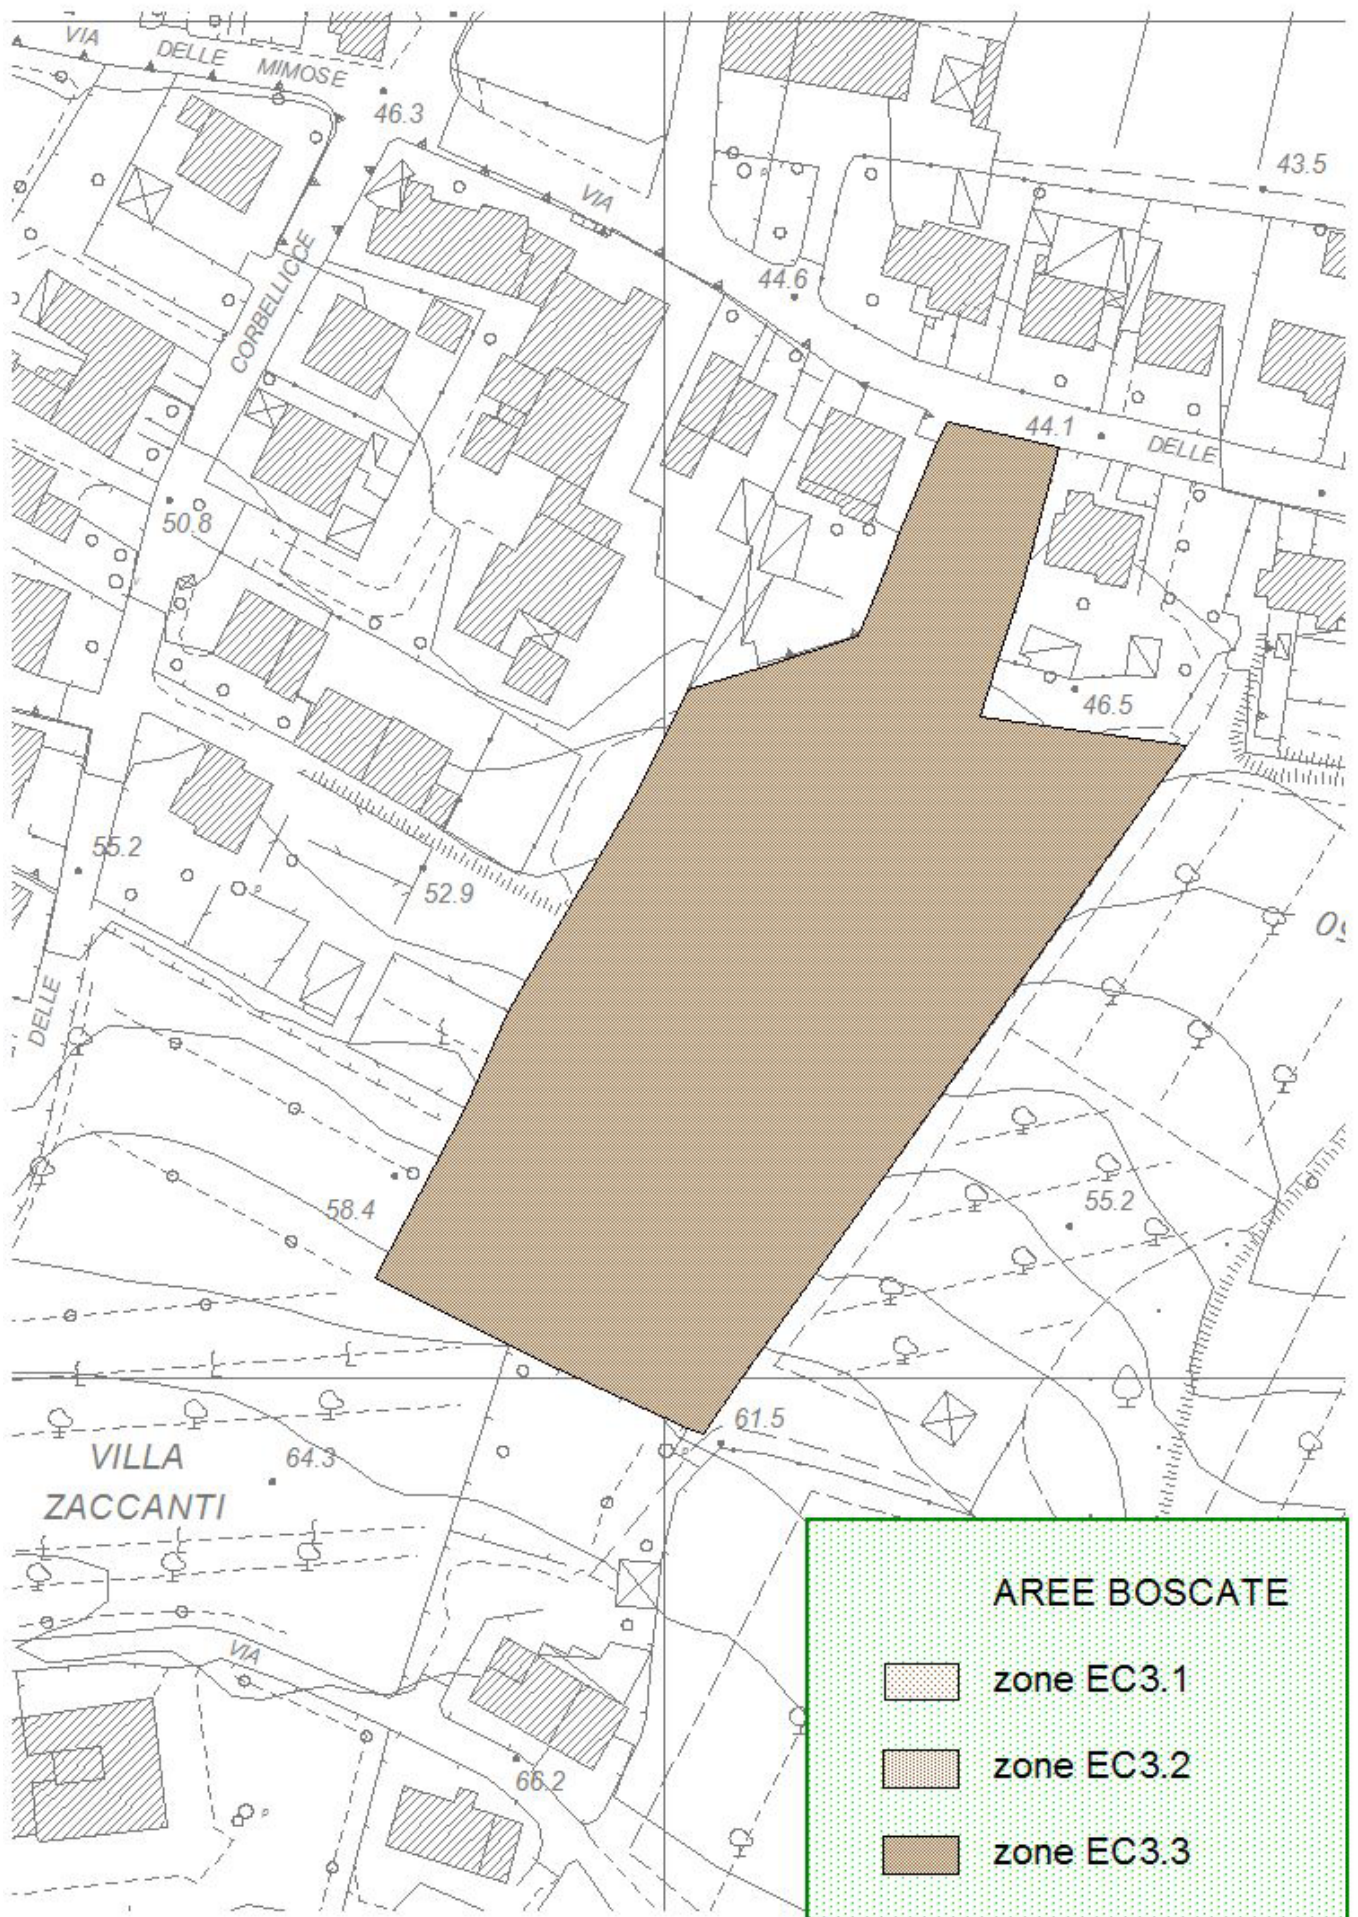 VIA
DELLE
MIMOSE
46.3
43.5
VIA
44.6
CORBELLICCE
44.1
DELLE
50.8
46.5
55.2
52.9
DELLE
58.4
55.2
61.5
VILLA
ZACCANTI
64.3
VIA
66.2
AREE BOSCATE
zone EC3.1
zone EC3.2
zone EC3.3